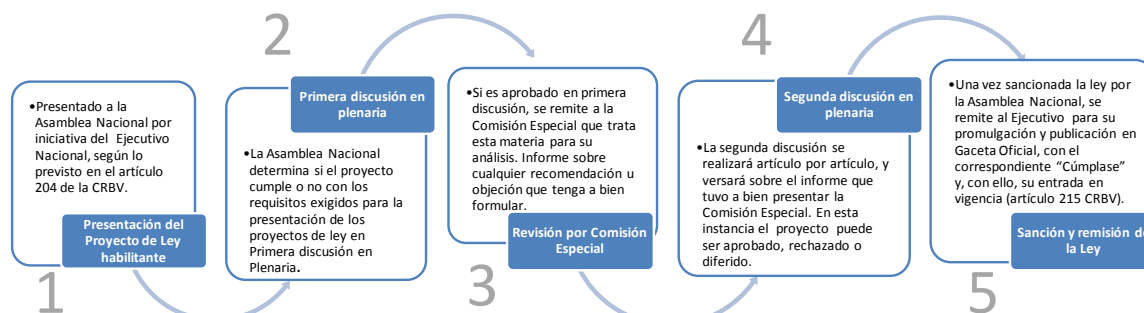 1
•Presentado a la
Asamblea Nacional por
iniciativa del Ejecutivo
Nacional, según lo
previsto en el artículo
204 de la CRBV.
Presentación del
Proyecto de Ley
habilitante
2
Primera discusión en
plenaria
•La Asamblea Nacional
determina si el proyecto
cumple o no con los
requisitos exigidos para la
presentación de los
proyectos de ley en
Primera discusión en
Plenaria.
3
•Si es aprobado en primera
discusión, se remite a la
Comisión Especial que trata
esta materia para su
análisis. Informe sobre
cualquier recomendación u
objeción que tenga a bien
formular.
Revisión por Comisión
Especial
4
Segunda discusión en
plenaria
•La segunda discusión se
realizará artículo por artículo, y
versará sobre el informe que
tuvo a bien presentar la
Comisión Especial. En esta
instancia el proyecto puede
ser aprobado, rechazado o
diferido.
5
•Una vez sancionada la ley por
la Asamblea Nacional, se
remite al Ejecutivo para su
promulgación y publicación en
Gaceta Oficial, con el
correspondiente “Cúmplase”
y, con ello, su entrada en
vigencia (artículo 215 CRBV).
Sanción y remisión de
la Ley